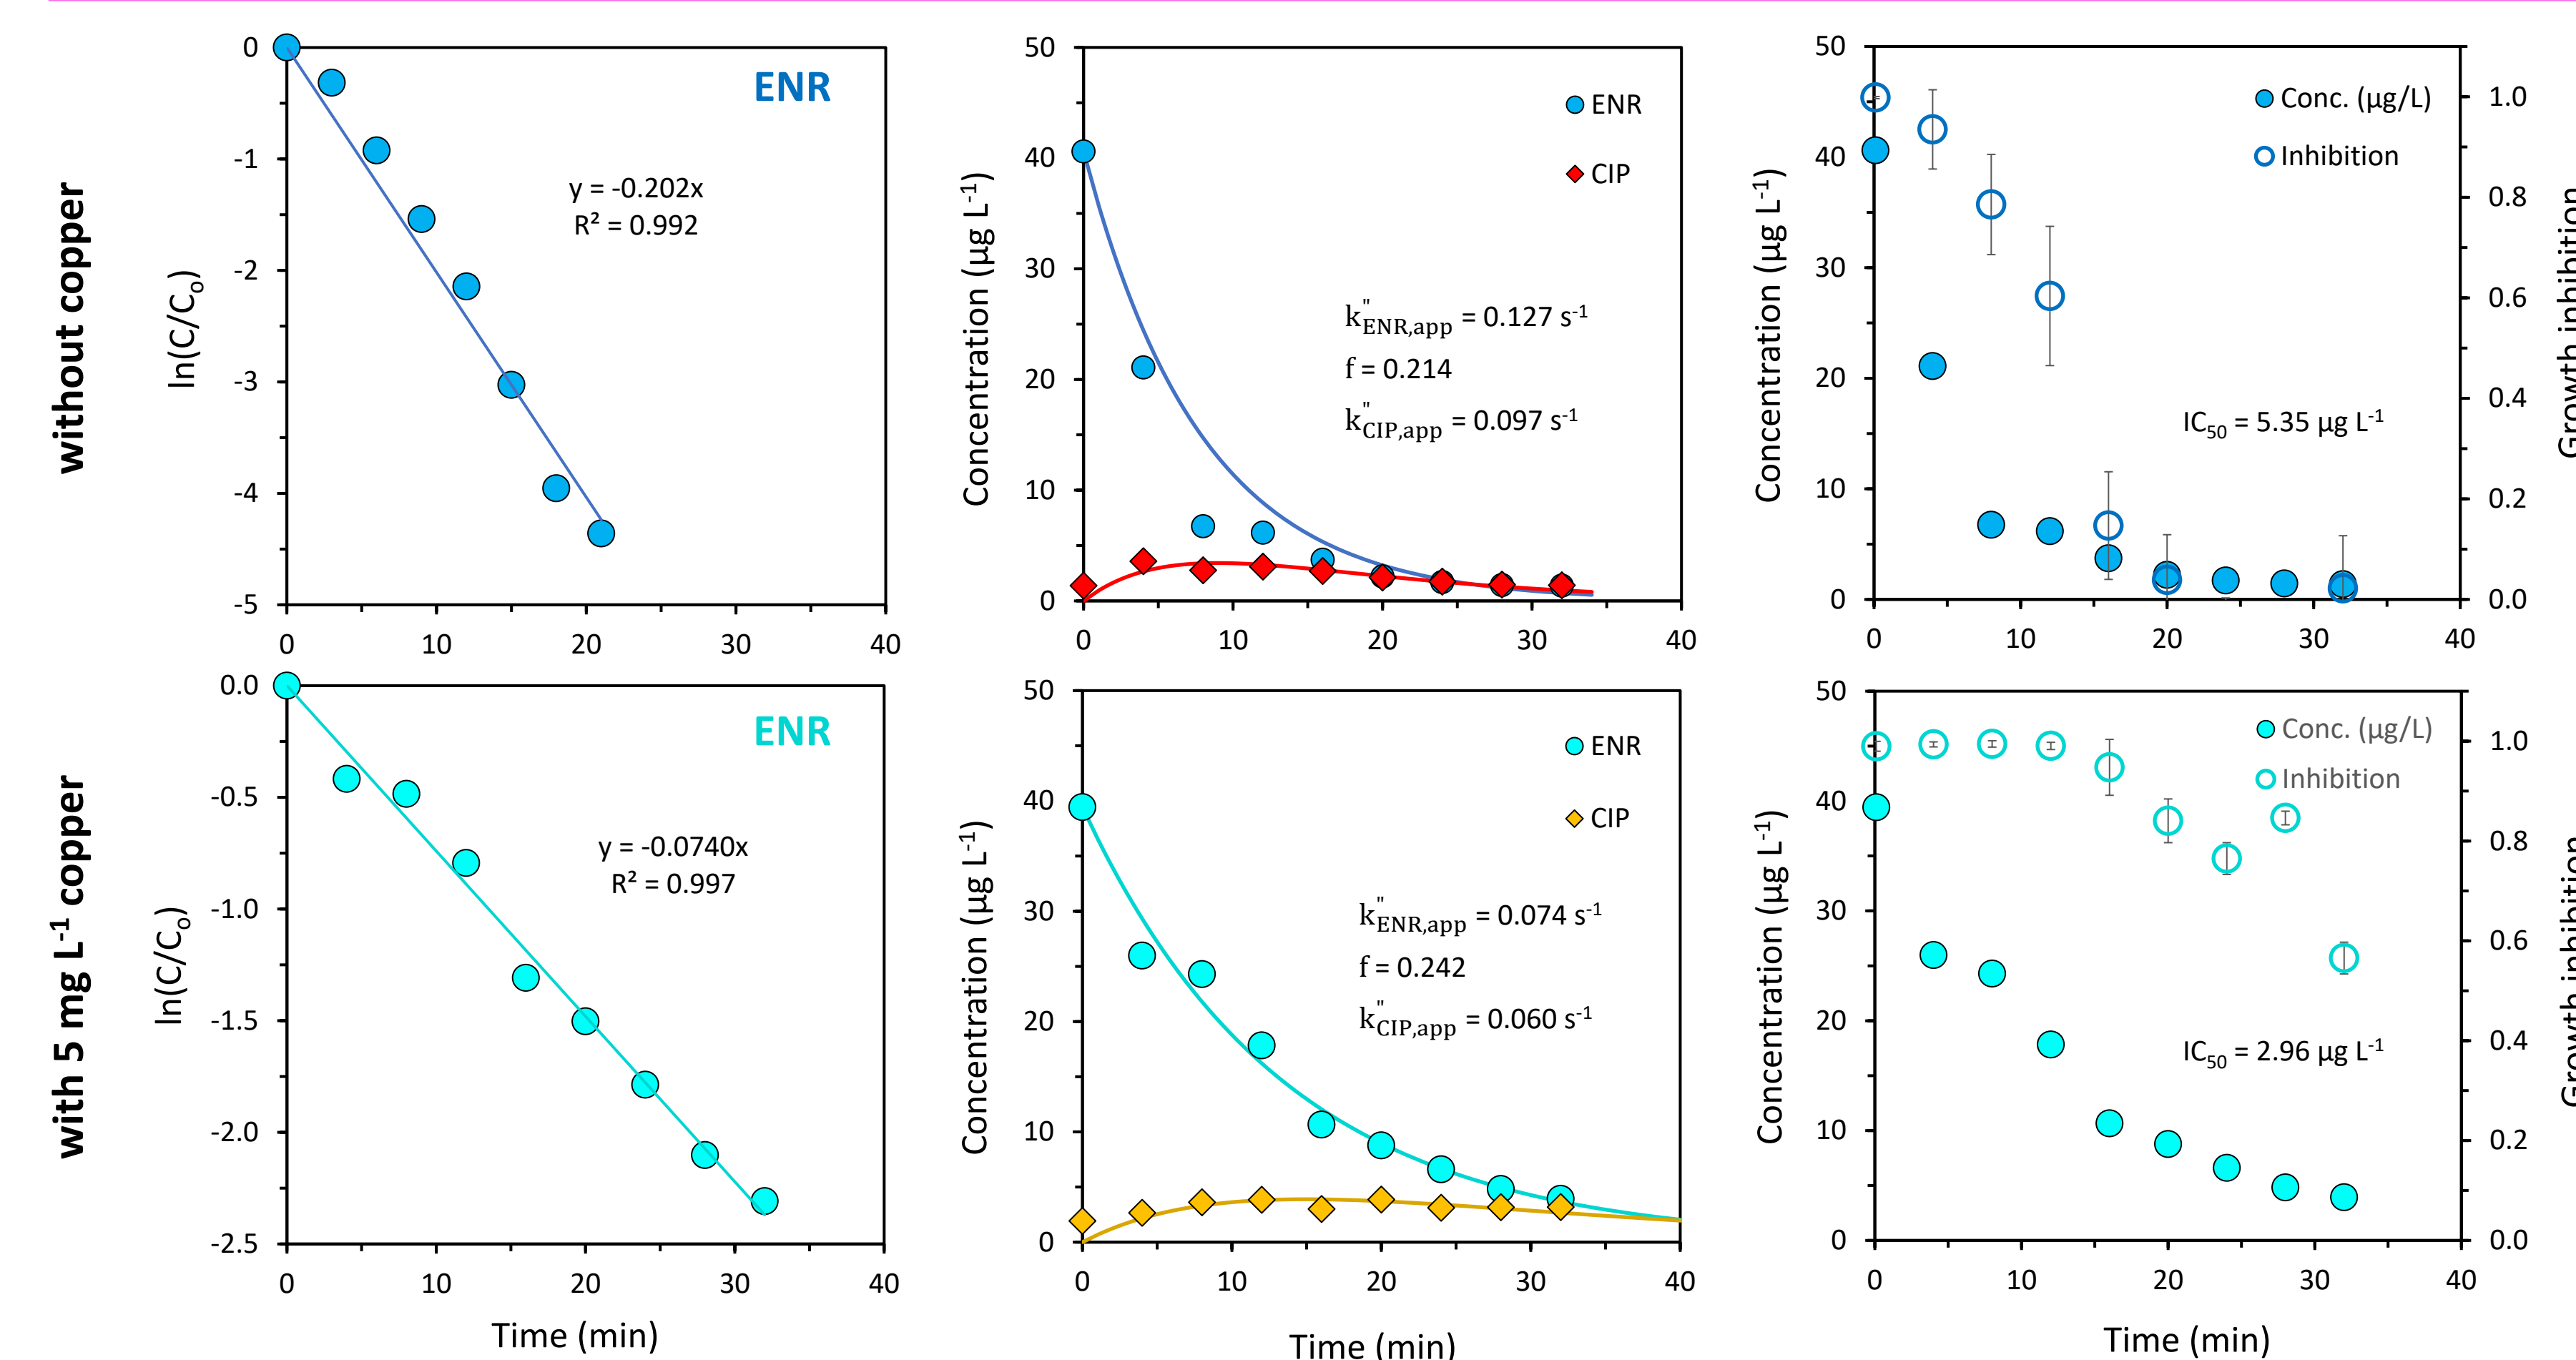 without copper
ln(C/Co)
0
-1
-2
-3
-4
-5
ENR
y = -0.202x
R² = 0.992
0 10 20 30 40
Concentration (µg L-1)
50
40
30
20
10
0
ENR
CIP
k"ENR,app = 0.127 s-1
f = 0.214
k"CIP,app = 0.097 s-1
0 10 20 30 40
Concentration (µg L-1)
50
40
30
20
10
0
Conc. (µg/L)
Inhibition
IC50 = 5.35 µg L-1
1.0
0.8
0.6
0.4
0.2
0.0
Growth inhibition
0 10 20 30 40
with 5 mg L-1 copper
ln(C/Co)
0.0
-0.5
-1.0
-1.5
-2.0
-2.5
ENR
y = -0.0740x
R² = 0.997
0 10 20 30 40
Time (min)
Concentration (µg L-1)
50
40
30
20
10
0
ENR
CIP
k"ENR,app = 0.074 s-1
f = 0.242
k"CIP,app = 0.060 s-1
0 10 20 30 40
Time (min)
Concentration (µg L-1)
50
40
30
20
10
0
Conc. (µg/L)
Inhibition
IC50 = 2.96 µg L-1
1.0
0.8
0.6
0.4
0.2
0.0
Growth inhibition
0 10 20 30 40
Time (min)